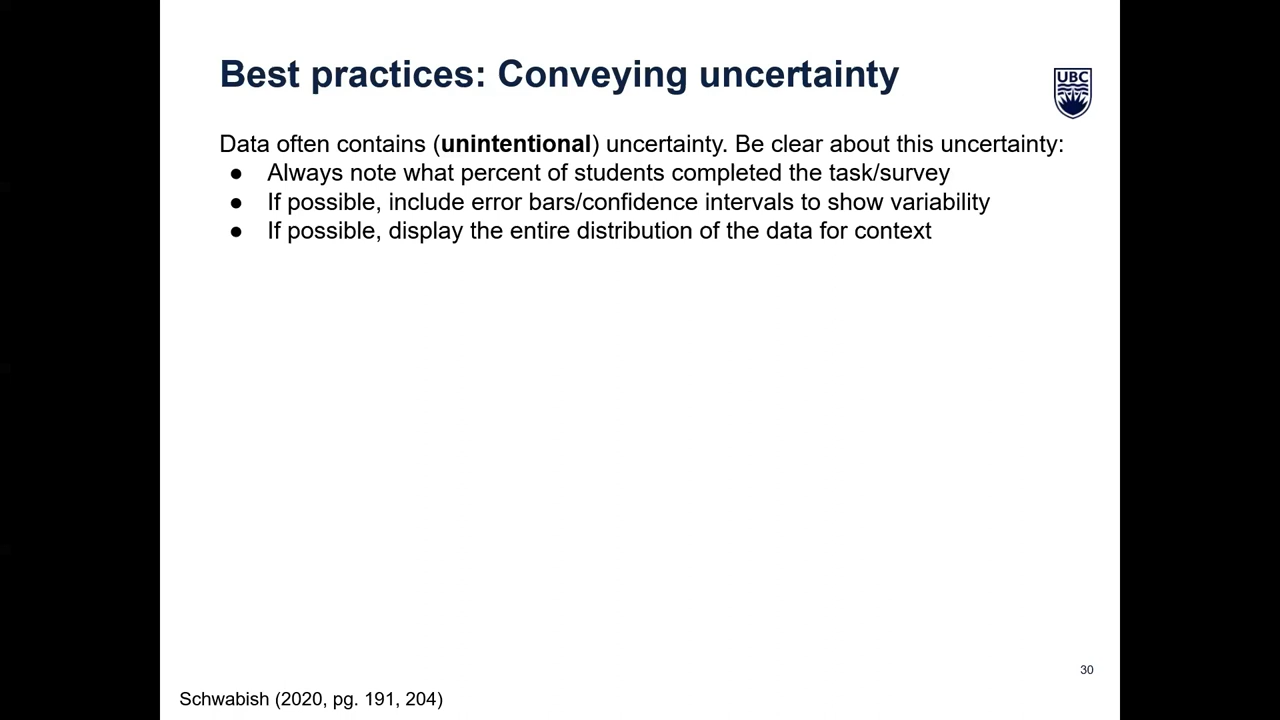 Best practices: Conveying uncertainty
UBC
Data often contains (unintentional) uncertainty. Be clear about this uncertainty:
● Always note what percent of students completed the task/survey
● If possible, include error bars/confidence intervals to show variability
● If possible, display the entire distribution of the data for context
30
Schwabish (2020, pg. 191, 204)